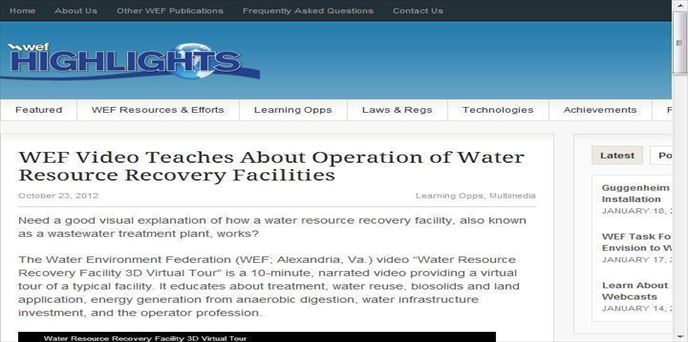 Home About Us Other WEF Publications Frequently Asked Questions Contact Us
wef
HIGHLIGHTS
Featured WEF Resources & Efforts Learning Opps Laws & Regs Technologies Achievements
WEF Video Teaches About Operation of Water
Resource Recovery Facilities
October 23, 2012 Learning Opps, Multimedia
Need a good visual explanation of how a water resource recovery facility, also known
as a wastewater treatment plant, works?
The Water Environment Federation (WEF; Alexandria, Va.) video “Water Resource
Recovery Facility 3D Virtual Tour” is a 10-minute, narrated video providing a virtual
tour of a typical facility. It educates about treatment, water reuse, biosolids and land
application, energy generation from anaerobic digestion, water infrastructure
investment, and the operator profession.
Water Resource Recovery Facility 3D Virtual Tour
Latest Po
Guggenheim
Installation
JANUARY 18, 2
WEF Task Fo
Envision to W
JANUARY 17, 2
Learn About
Webcasts
JANUARY 14, 2